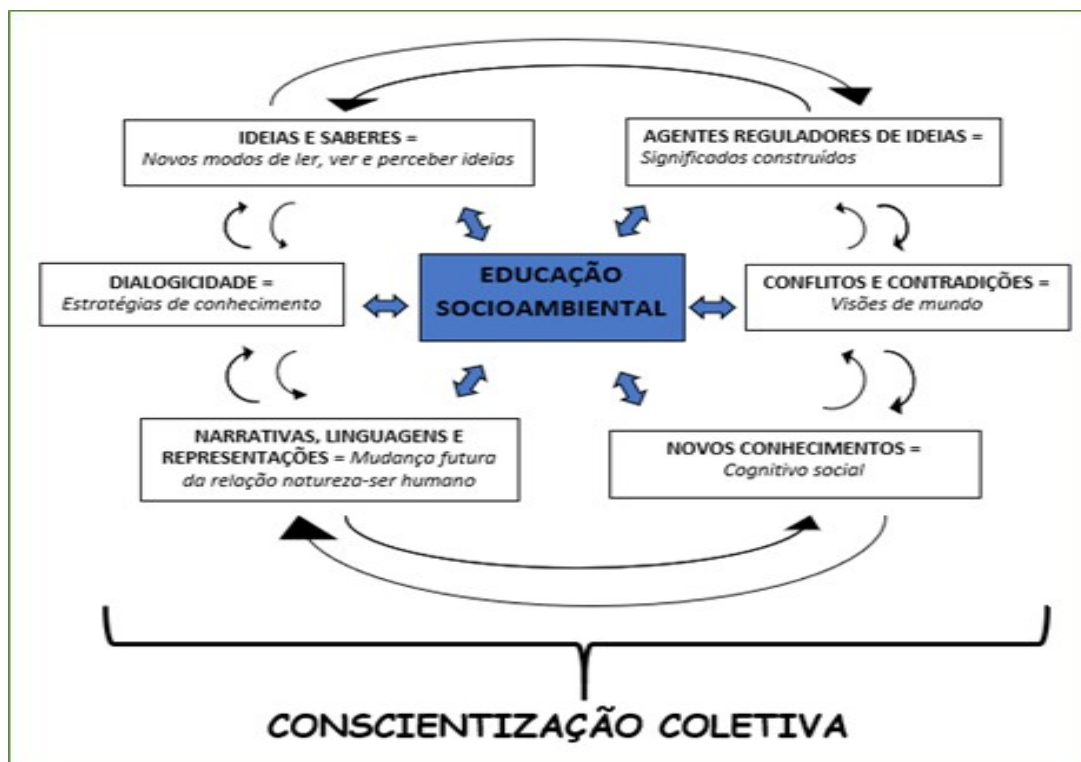 IDEIAS E SABERES =
Novos modos de ler, ver e perceber ideias
AGENTES REGULADORES DE IDEIAS =
Significados construídos
DIALOGICIDADE =
Estratégias de conhecimento
EDUCAÇÃO
SOCIOAMBIENTAL
CONFLITOS E CONTRADIÇÕES =
Visões de mundo
NARRATIVAS, LINGUAGENS E
REPRESENTAÇÕES = Mudança futura
da relação natureza-ser humano
NOVOS CONHECIMENTOS =
Cognitivo social
CONSCIENTIZAÇÃO COLETIVA